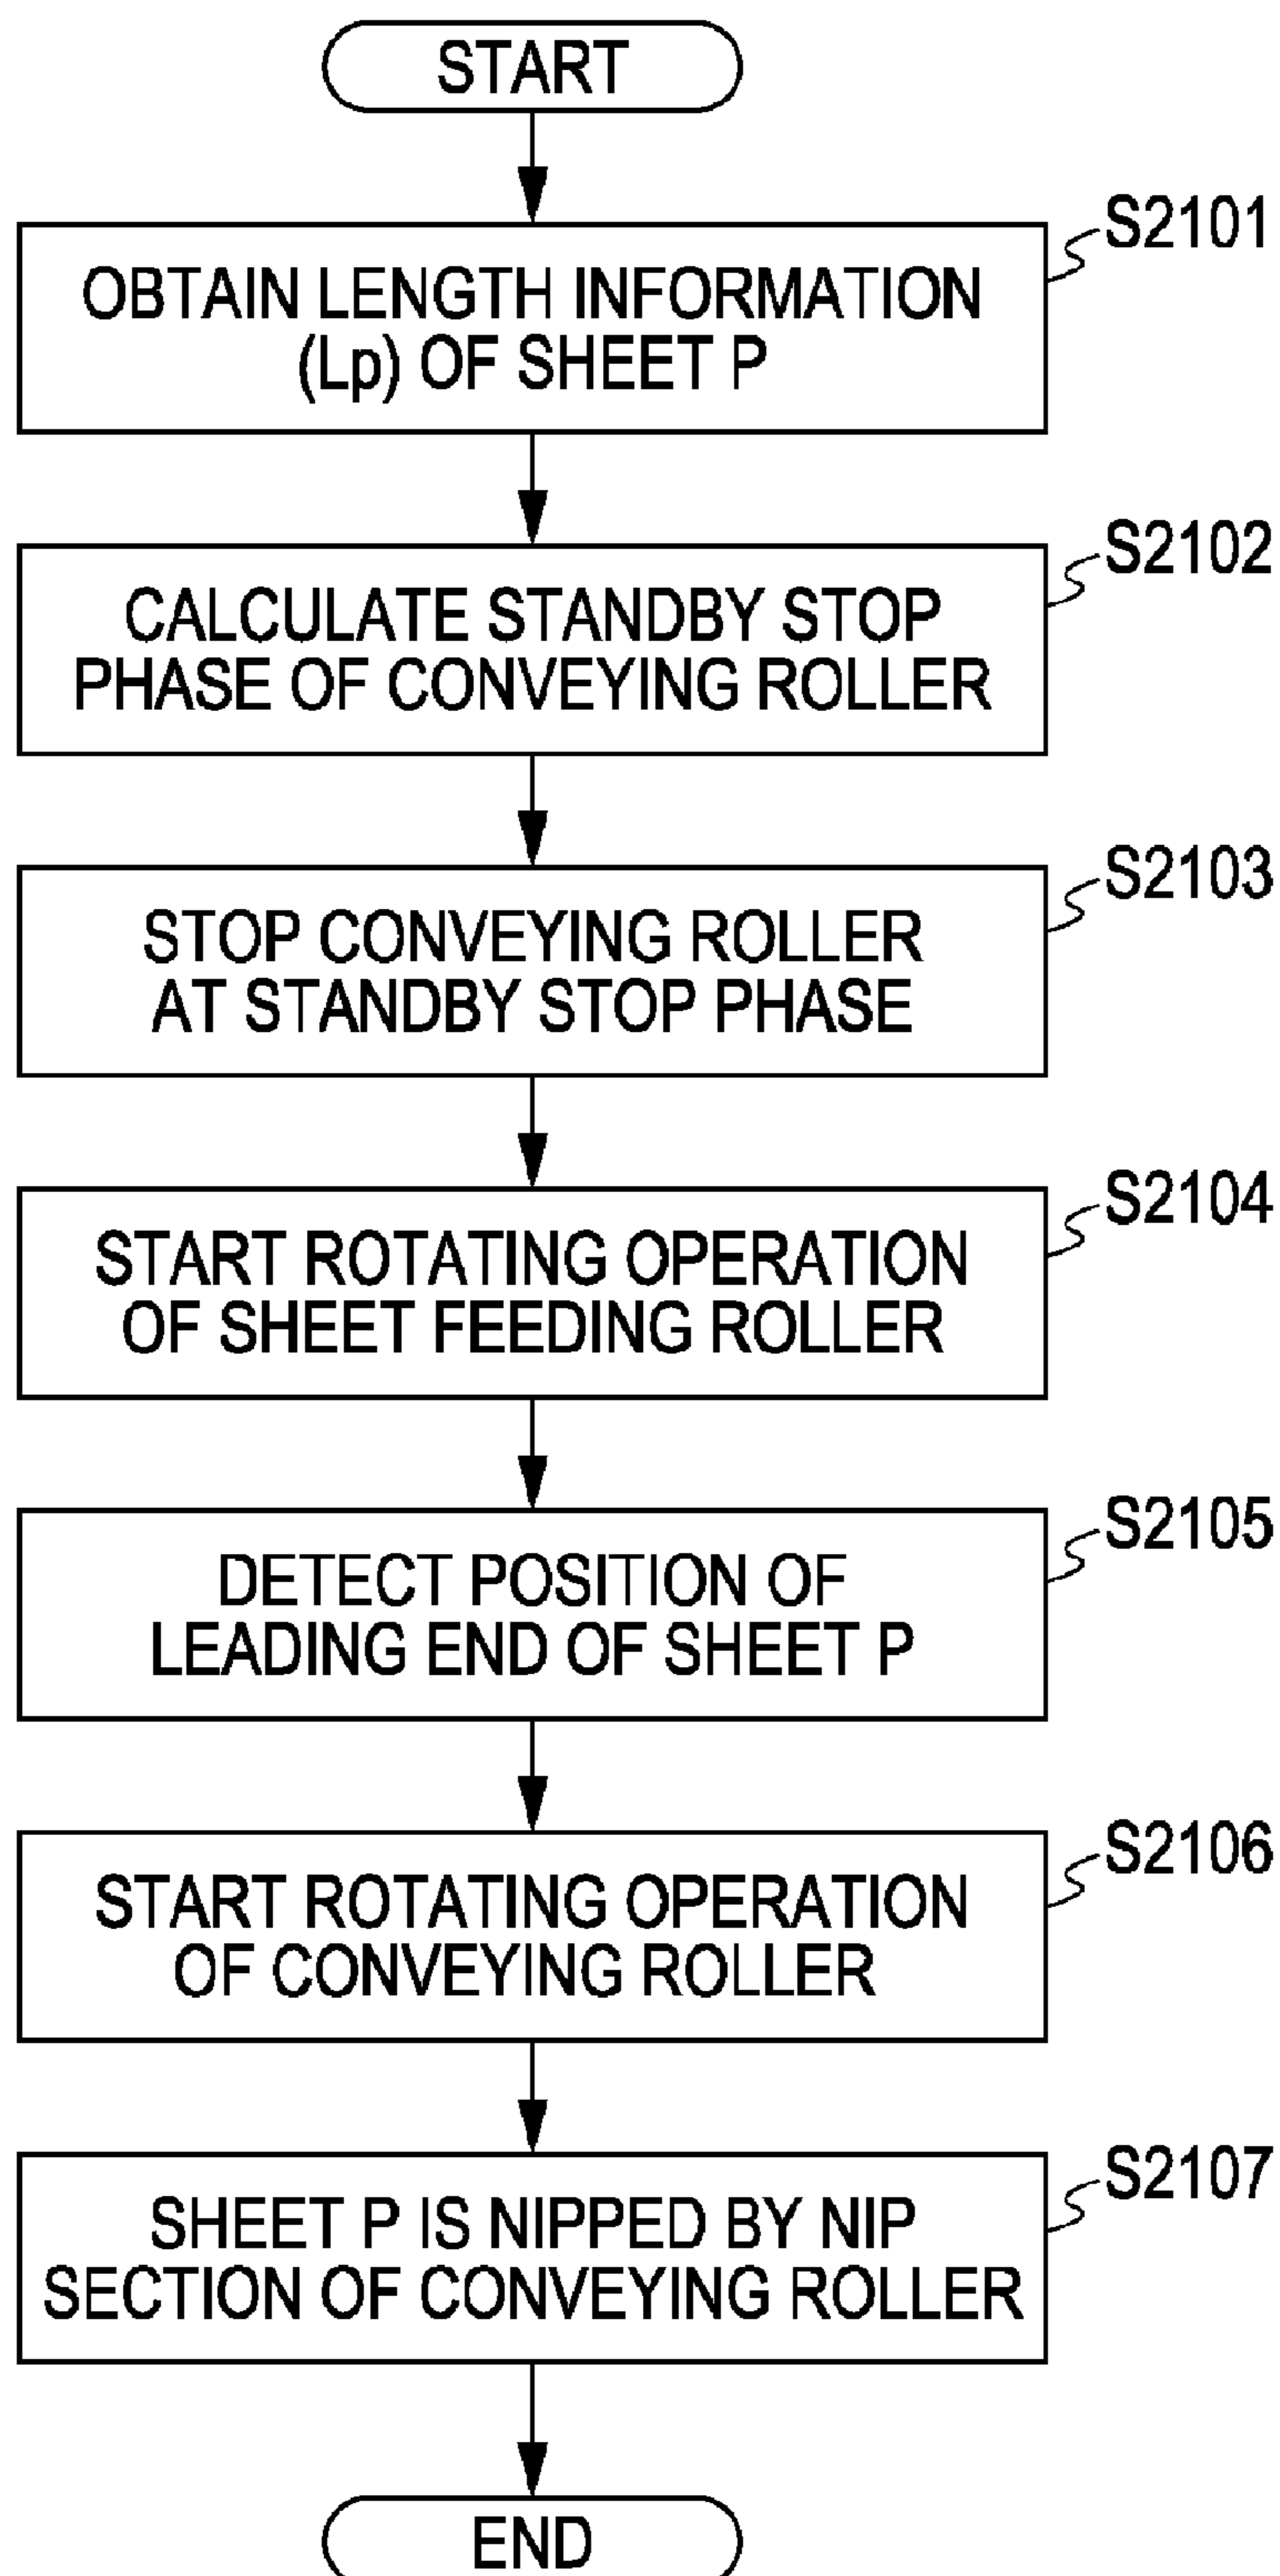 START
S2101
OBTAIN LENGTH INFORMATION
(Lp) OF SHEET P
S2102
CALCULATE STANDBY STOP
PHASE OF CONVEYING ROLLER
S2103
STOP CONVEYING ROLLER
AT STANDBY STOP PHASE
S2104
START ROTATING OPERATION
OF SHEET FEEDING ROLLER
S2105
DETECT POSITION OF
LEADING END OF SHEET P
S2106
START ROTATING OPERATION
OF CONVEYING ROLLER
S2107
SHEET P IS NIPPED BY NIP
SECTION OF CONVEYING ROLLER
END